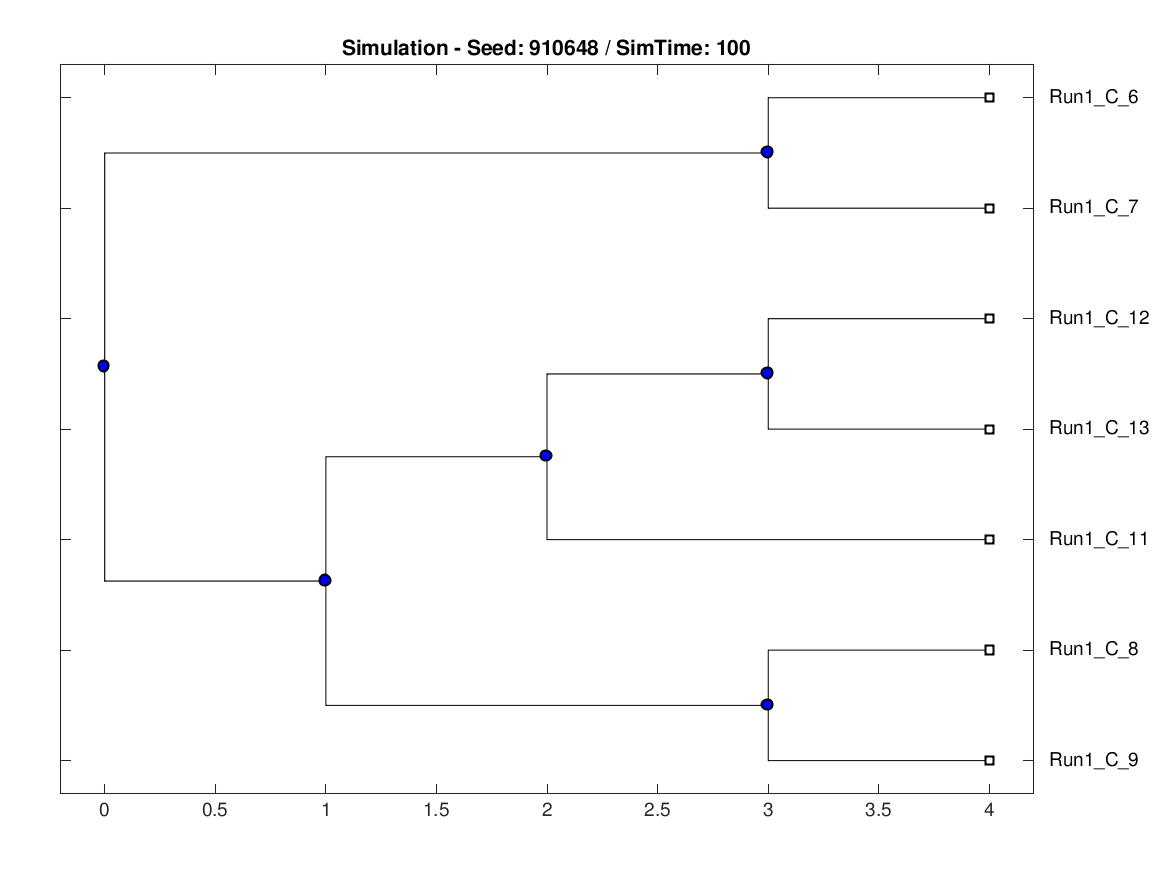 Simulation - Seed: 910648 / SimTime: 100
Run1_C_6
Run1_C_7
Run1_C_12
Run1_C_13
Run1_C_11
Run1_C_8
Run1_C_9
0 0.5 1 1.5 2 2.5 3 3.5 4